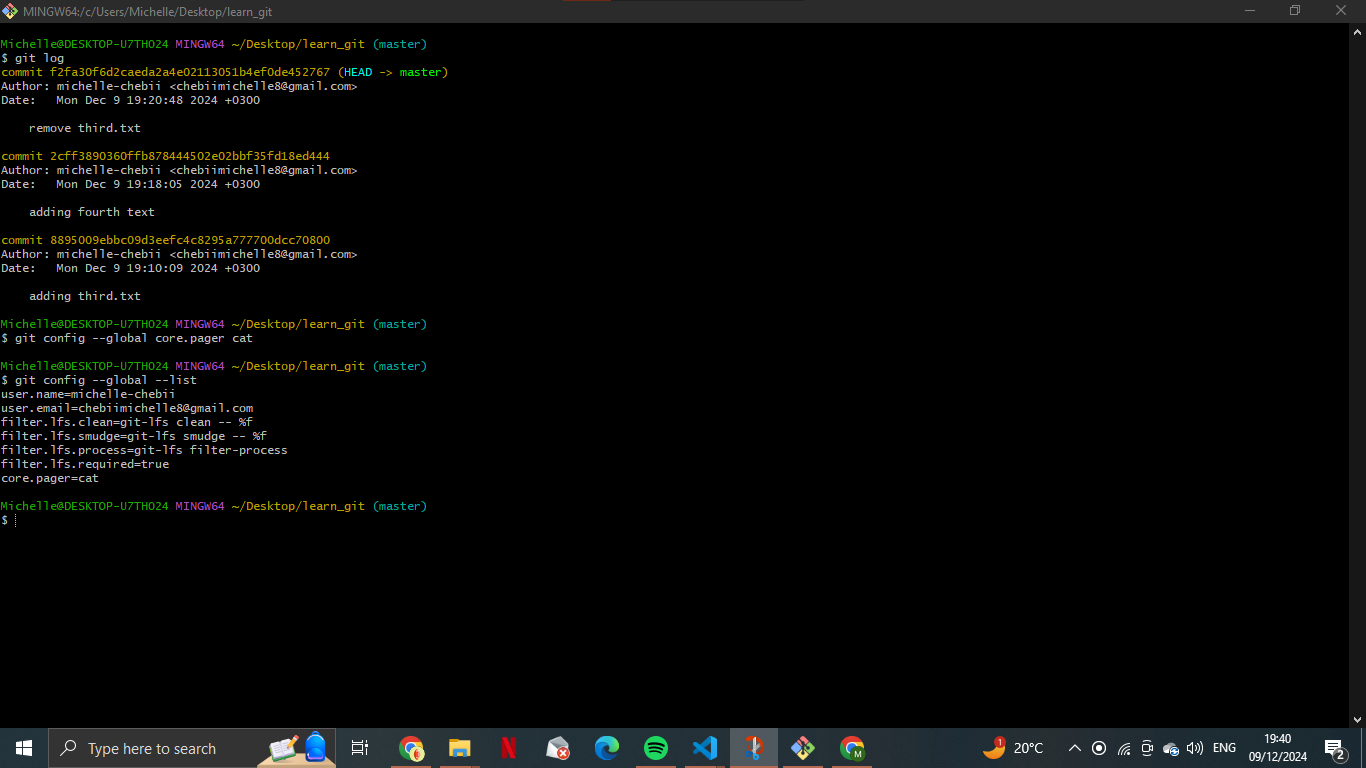 MINGW64:/c/Users/Michelle/Desktop/learn_git
Michelle@DESKTOP-U7THO24 MINGW64 ~/Desktop/learn_git (master)
$ git log
commit f2fa30f6d2caeda2a4e02113051b4ef0de452767 (HEAD -> master)
Author: michelle-chebii <chebiimichelle8@gmail.com>
Date:   Mon Dec 9 19:20:48 2024 +0300
    remove third.txt
commit 2cff3890360ffb878444502e02bbf35fd18ed444
Author: michelle-chebii <chebiimichelle8@gmail.com>
Date:   Mon Dec 9 19:18:05 2024 +0300
    adding fourth text
commit 8895009ebbc09d3eefc4c8295a777700dcc70800
Author: michelle-chebii <chebiimichelle8@gmail.com>
Date:   Mon Dec 9 19:10:09 2024 +0300
    adding third.txt
Michelle@DESKTOP-U7THO24 MINGW64 ~/Desktop/learn_git (master)
$ git config --global core.pager cat
Michelle@DESKTOP-U7THO24 MINGW64 ~/Desktop/learn_git (master)
$ git config --global --list
user.name=michelle-chebii
user.email=chebiimichelle8@gmail.com
filter.lfs.clean=git-lfs clean -- %f
filter.lfs.smudge=git-lfs smudge -- %f
filter.lfs.process=git-lfs filter-process
filter.lfs.required=true
core.pager=cat
Michelle@DESKTOP-U7THO24 MINGW64 ~/Desktop/learn_git (master)
$
Type here to search
N
M
1
20°C
ENG
19:40
09/12/2024
2